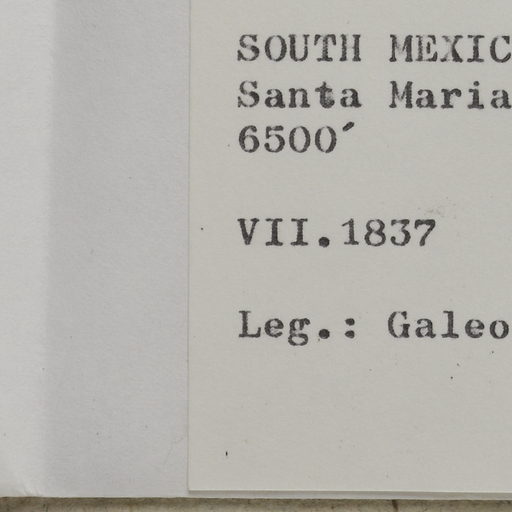 SOUTH MEXIC
Santa Maria
6500´
VII.1837
Leg.: Galeo